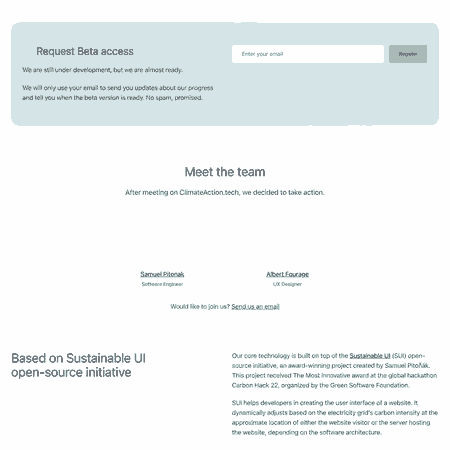 Request Beta access
We are still under development, but we are almost ready.
We will only use your email to send you updates about our progress
and tell you when the beta version is ready. No spam, promised.
Enter your email
Register
Meet the team
After meeting on ClimateAction.tech, we decided to take action.
Samuel Pitoňák
Software Engineer
Albert Fourage
UX Designer
Would like to join us? Send us an email
Based on Sustainable UI
open-source initiative
Our core technology is built on top of the Sustainable UI (SUI) open-
source initiative, an award-winning project created by Samuel Pitoňák.
This project received The Most Innovative award at the global hackathon
Carbon Hack 22, organized by the Green Software Foundation.
SUI helps developers in creating the user interface of a website. It
dynamically adjusts based on the electricity grid's carbon intensity at the
approximate location of either the website visitor or the server hosting
the website, depending on the software architecture.